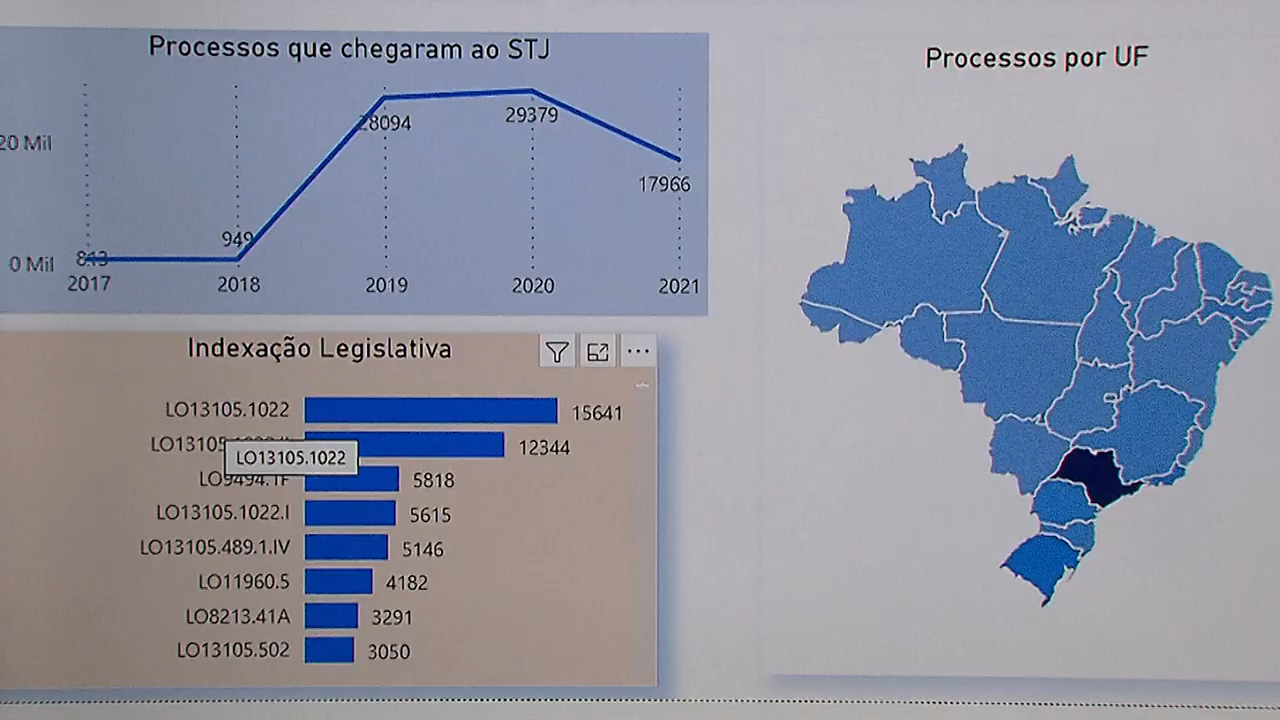 Processos que chegaram ao STJ
20 Mil
0 Mil
813
949
28094
29379
17966
2017
2018
2019
2020
2021
Indexação Legislativa
LO13105.1022 15641
12344
LO13105.1022
LO9494.1F 5818
LO13105.1022.I 5615
LO13105.489.1.IV 5146
LO11960.5 4182
LO8213.41A 3291
LO13105.502 3050
Processos por UF